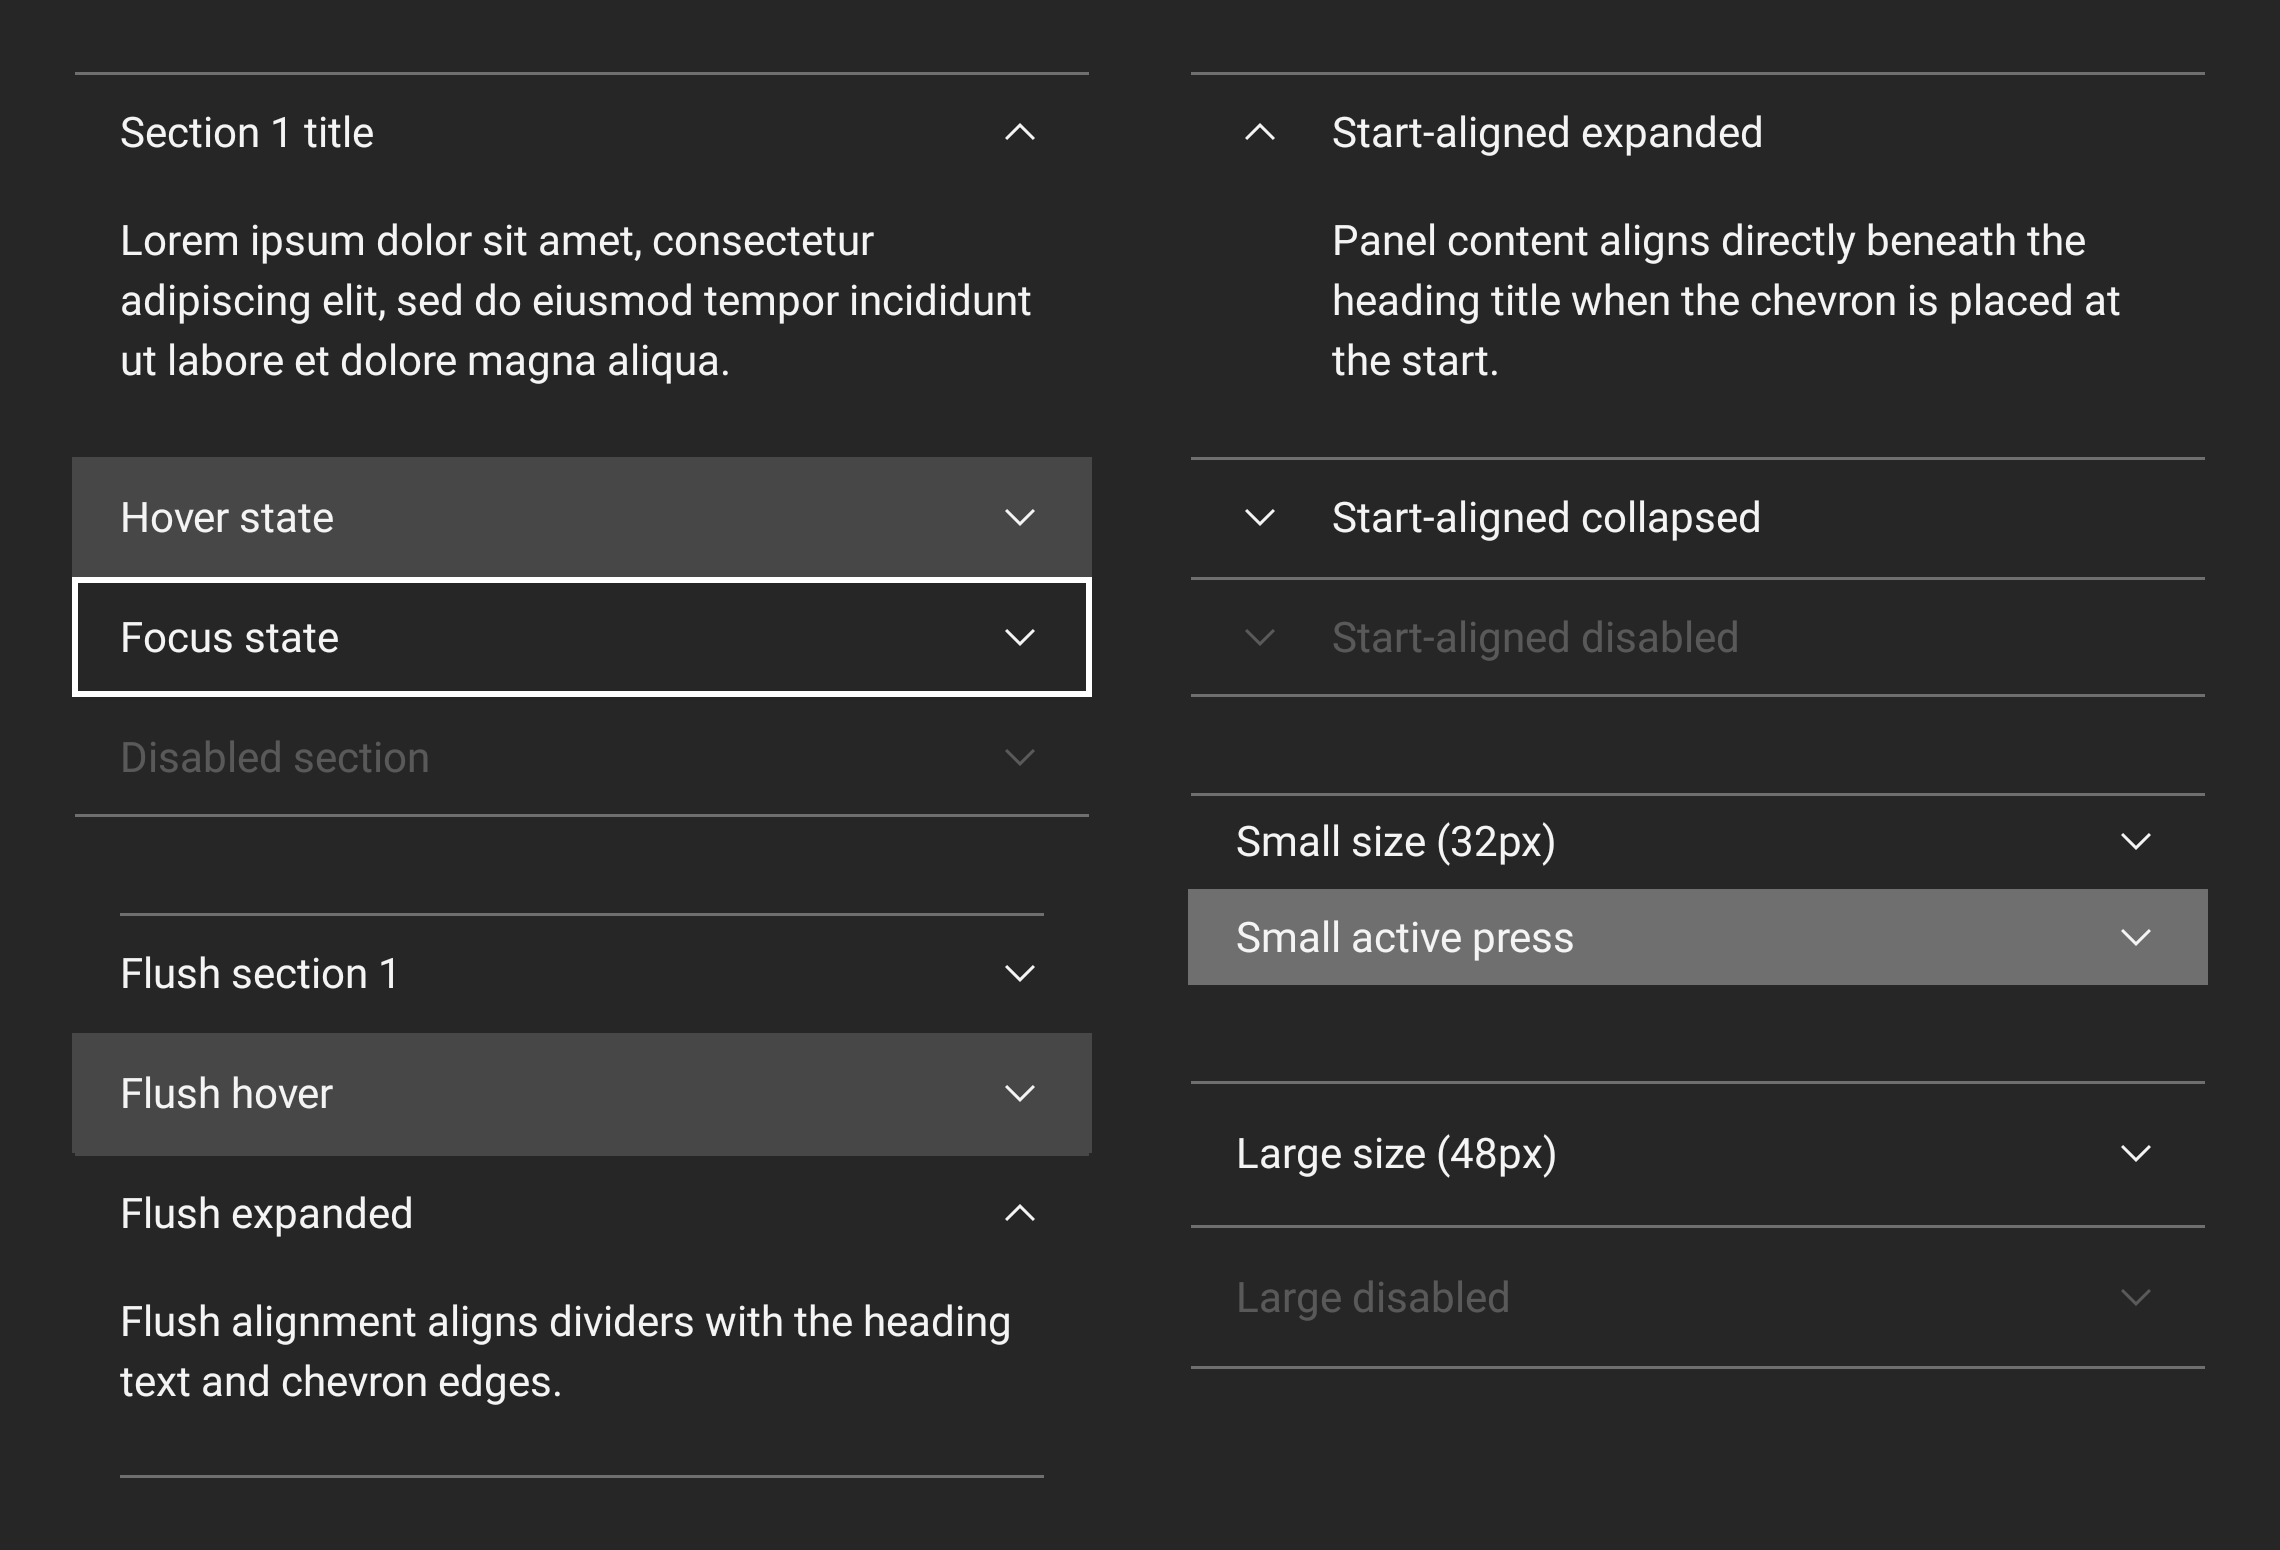 Section 1 title
Lorem ipsum dolor sit amet, consectetur
adipiscing elit, sed do eiusmod tempor incididunt
ut labore et dolore magna aliqua.
Hover state
Focus state
Disabled section
Flush section 1
Flush hover
Flush expanded
Flush alignment aligns dividers with the heading
text and chevron edges.
Start-aligned expanded
Panel content aligns directly beneath the
heading title when the chevron is placed at
the start.
Start-aligned collapsed
Start-aligned disabled
Small size (32px)
Small active press
Large size (48px)
Large disabled